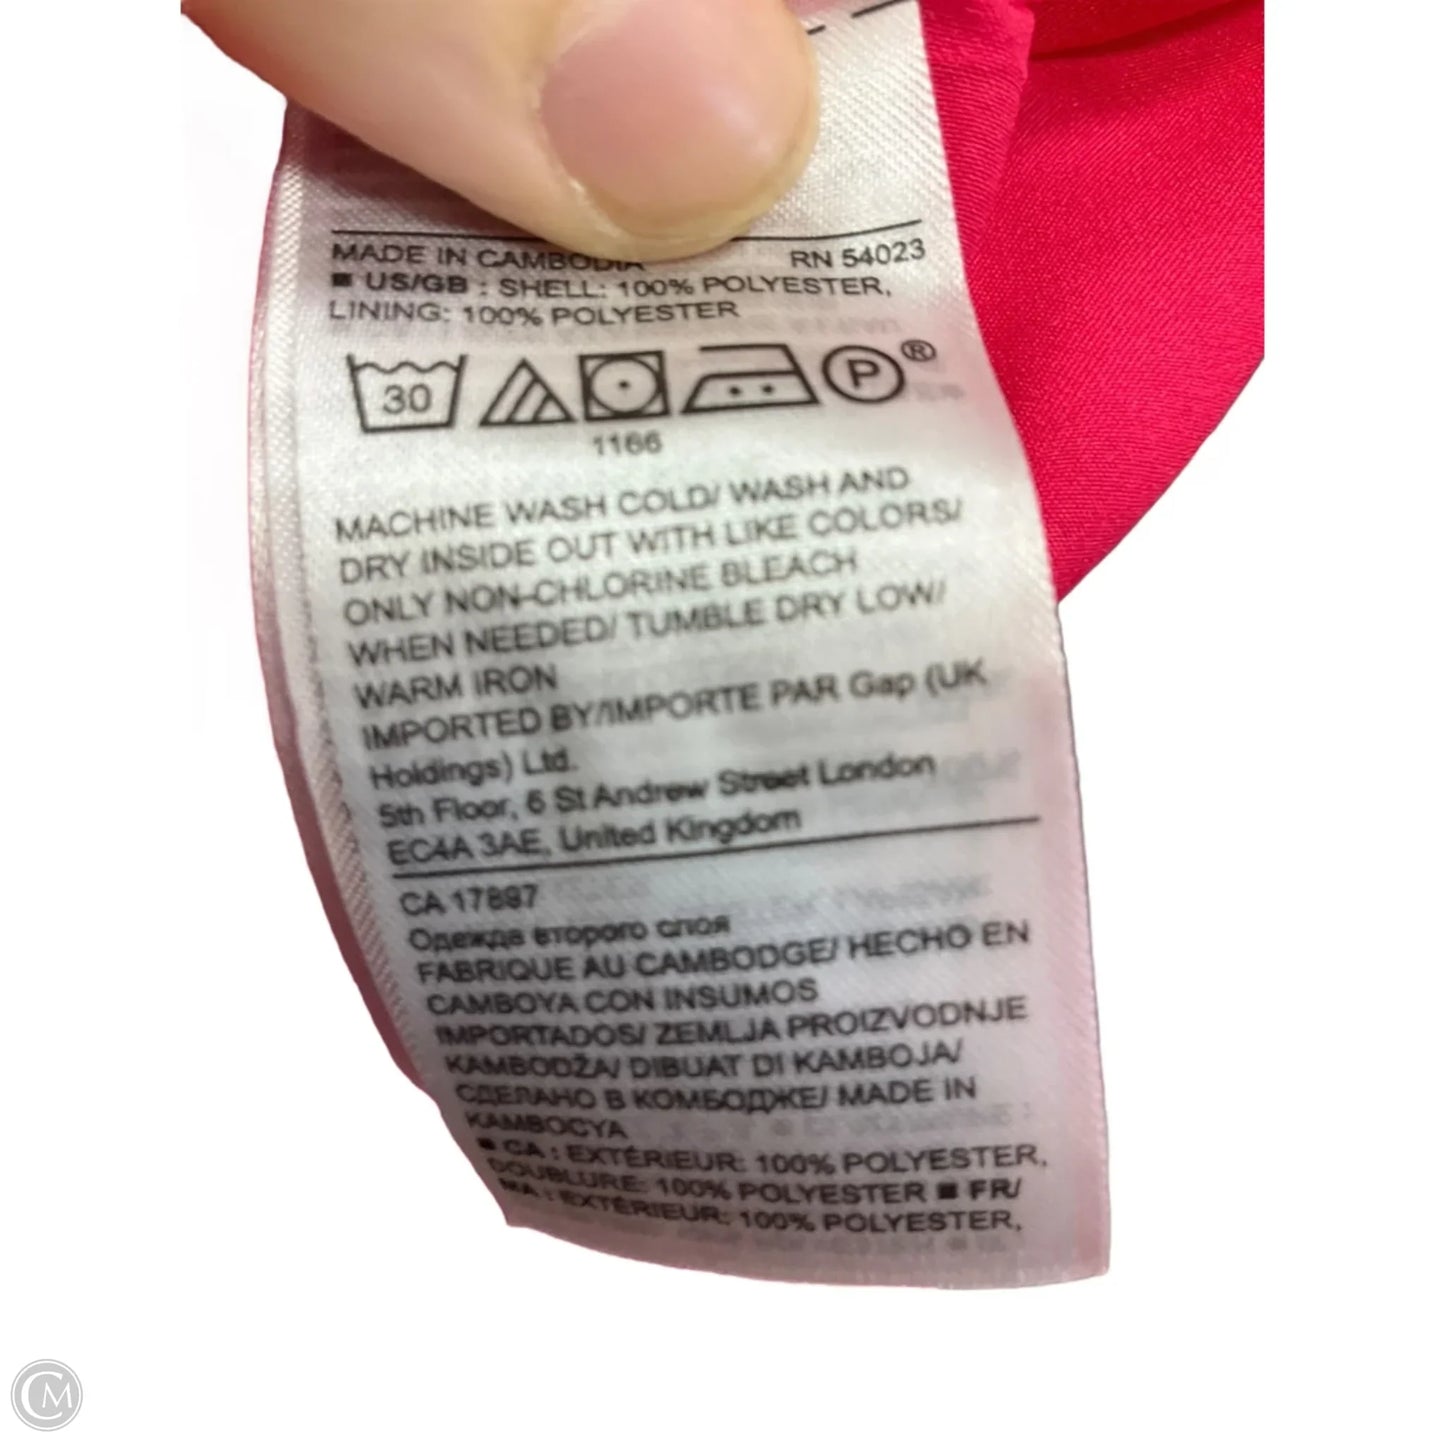 MADE IN CAMBODIA RN 54023
■ US/GB : SHELL: 100% POLYESTER,
LINING: 100% POLYESTER
30 P ®
1166
MACHINE WASH COLD/ WASH AND
DRY INSIDE OUT WITH LIKE COLORS/
ONLY NON-CHLORINE BLEACH
WHEN NEEDED/ TUMBLE DRY LOW/
WARM IRON
IMPORTED BY/IMPORTE PAR Gap (UK
Holdings) Ltd.
5th Floor, 6 St Andrew Street London
EC4A 3AE, United Kingdom
CA 17897
Одежда второго слоя
FABRIQUE AU CAMBODGE/ HECHO EN
CAMBOYA CON INSUMOS
IMPORTADOS/ ZEMLJA PROIZVODNJE
KAMBODŽA/ DIBUAT DI KAMBOJA/
СДЕЛАНО В КОМБОДЖЕ/ MADE IN
KAMBOCYA
■ CA : EXTÉRIEUR: 100% POLYESTER,
DOUBLURE: 100% POLYESTER ■ FR/
MA : EXTÉRIEUR: 100% POLYESTER,
CM